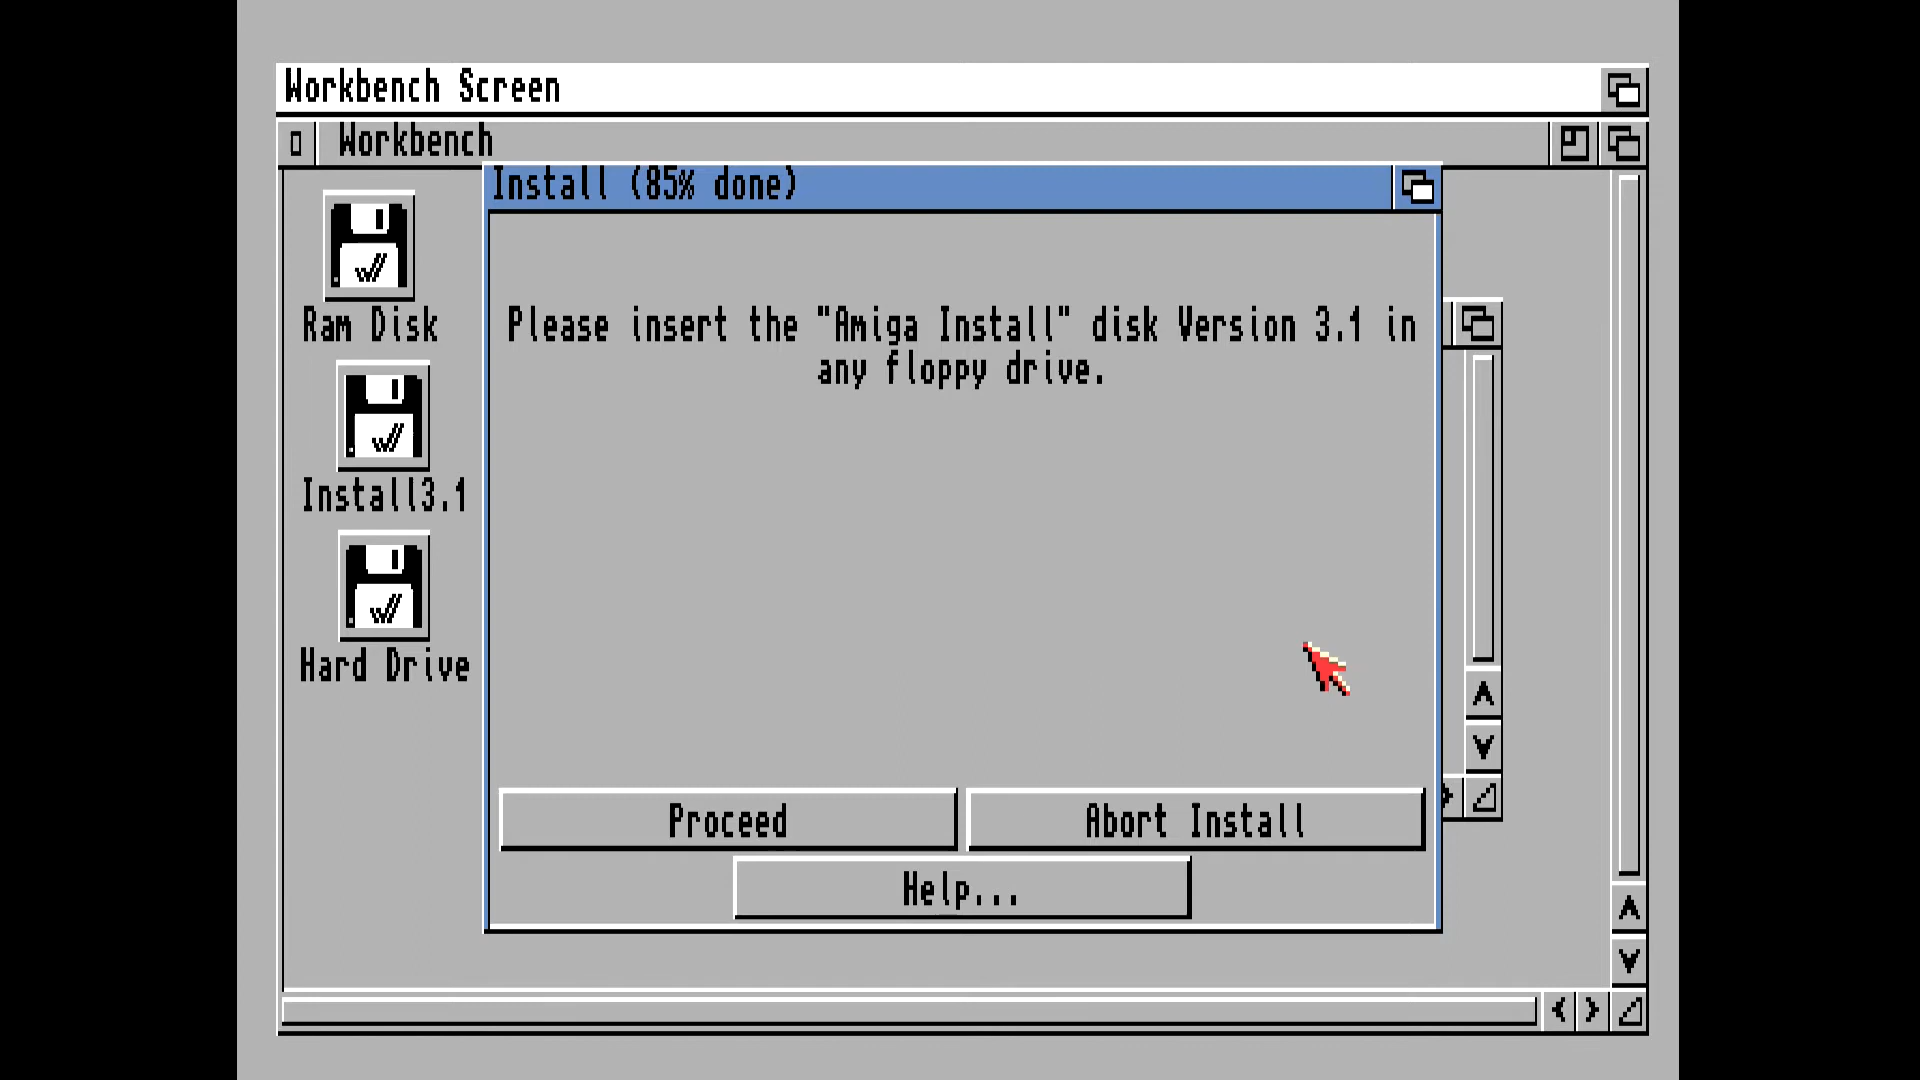 Workbench Screen
Workbench
Install (85% done)
Ram Disk
Please insert the "Amiga Install" disk Version 3.1 in
any floppy drive.
Install3.1
Hard Drive
Proceed
Abort Install
Help...